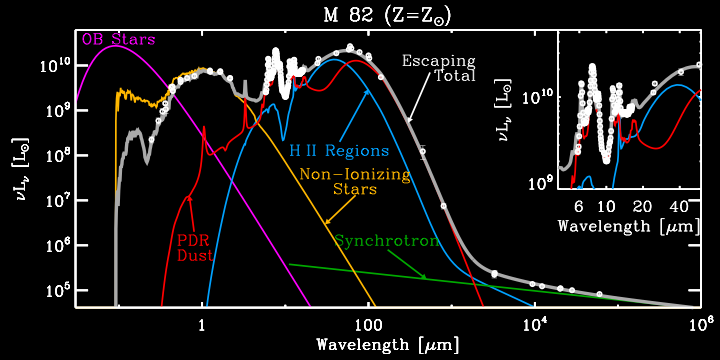 M 82 (Z=Z⊙)
OB Stars
Escaping
Total
H II Regions
Non-Ionizing
Stars
PDR
Dust
Synchrotron
νLν [L⊙]
10¹⁰
10⁹
10⁸
10⁷
10⁶
10⁵
1
100
10⁴
10⁶
Wavelength [μm]
νLν [L⊙]
10¹⁰
10⁹
6
10
20
40
Wavelength [μm]